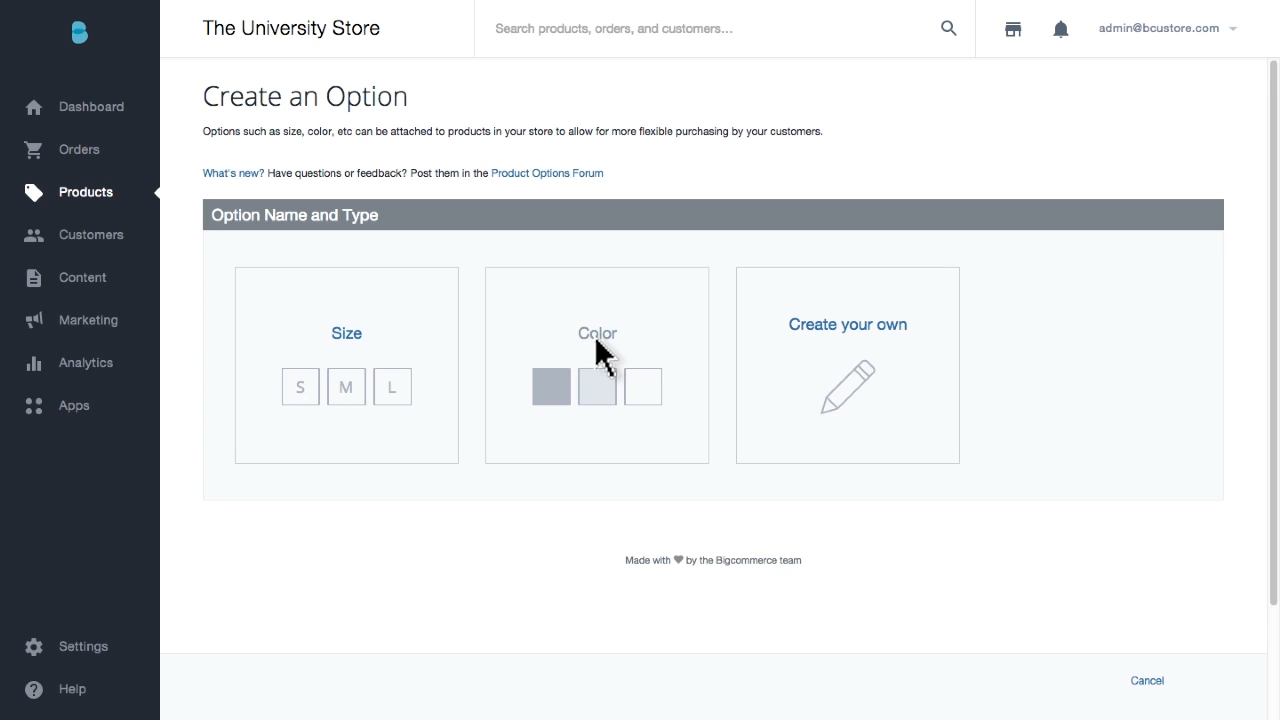 The University Store
Search products, orders, and customers...
admin@bcustore.com
Dashboard
Orders
Products
Customers
Content
Marketing
Analytics
Apps
Settings
Help
Create an Option
Options such as size, color, etc can be attached to products in your store to allow for more flexible purchasing by your customers.
What's new? Have questions or feedback? Post them in the Product Options Forum
Option Name and Type
Size
S M L
Color
Create your own
Made with ♥ by the Bigcommerce team
Cancel